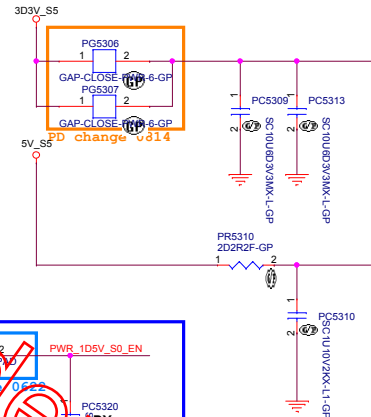 3D3V_S5
PG5306
1 2
GAP-CLOSE-PWR-6-GP
PG5307
1 2
GAP-CLOSE-PWR-6-GP
PD change 0814
PC5309
1
2
SC10U6D3V3MX-L-GP
PC5313
1
2
SC10U6D3V3MX-L-GP
5V_S5
PR5310
2D2R2F-GP
1 2
PC5310
1
2
SC1U10V2KX-L1-GP
PWR_1D5V_S0_EN
2
0622
PC5320